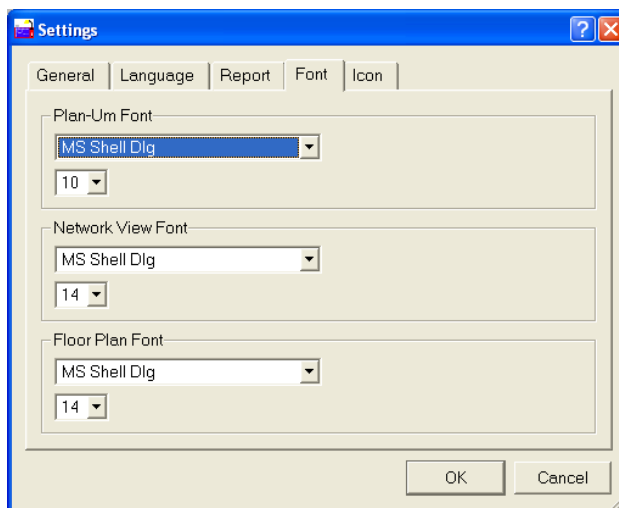 Settings
General Language Report Font Icon
Plan-Um Font
MS Shell Dlg
10
Network View Font
MS Shell Dlg
14
Floor Plan Font
MS Shell Dlg
14
OK Cancel